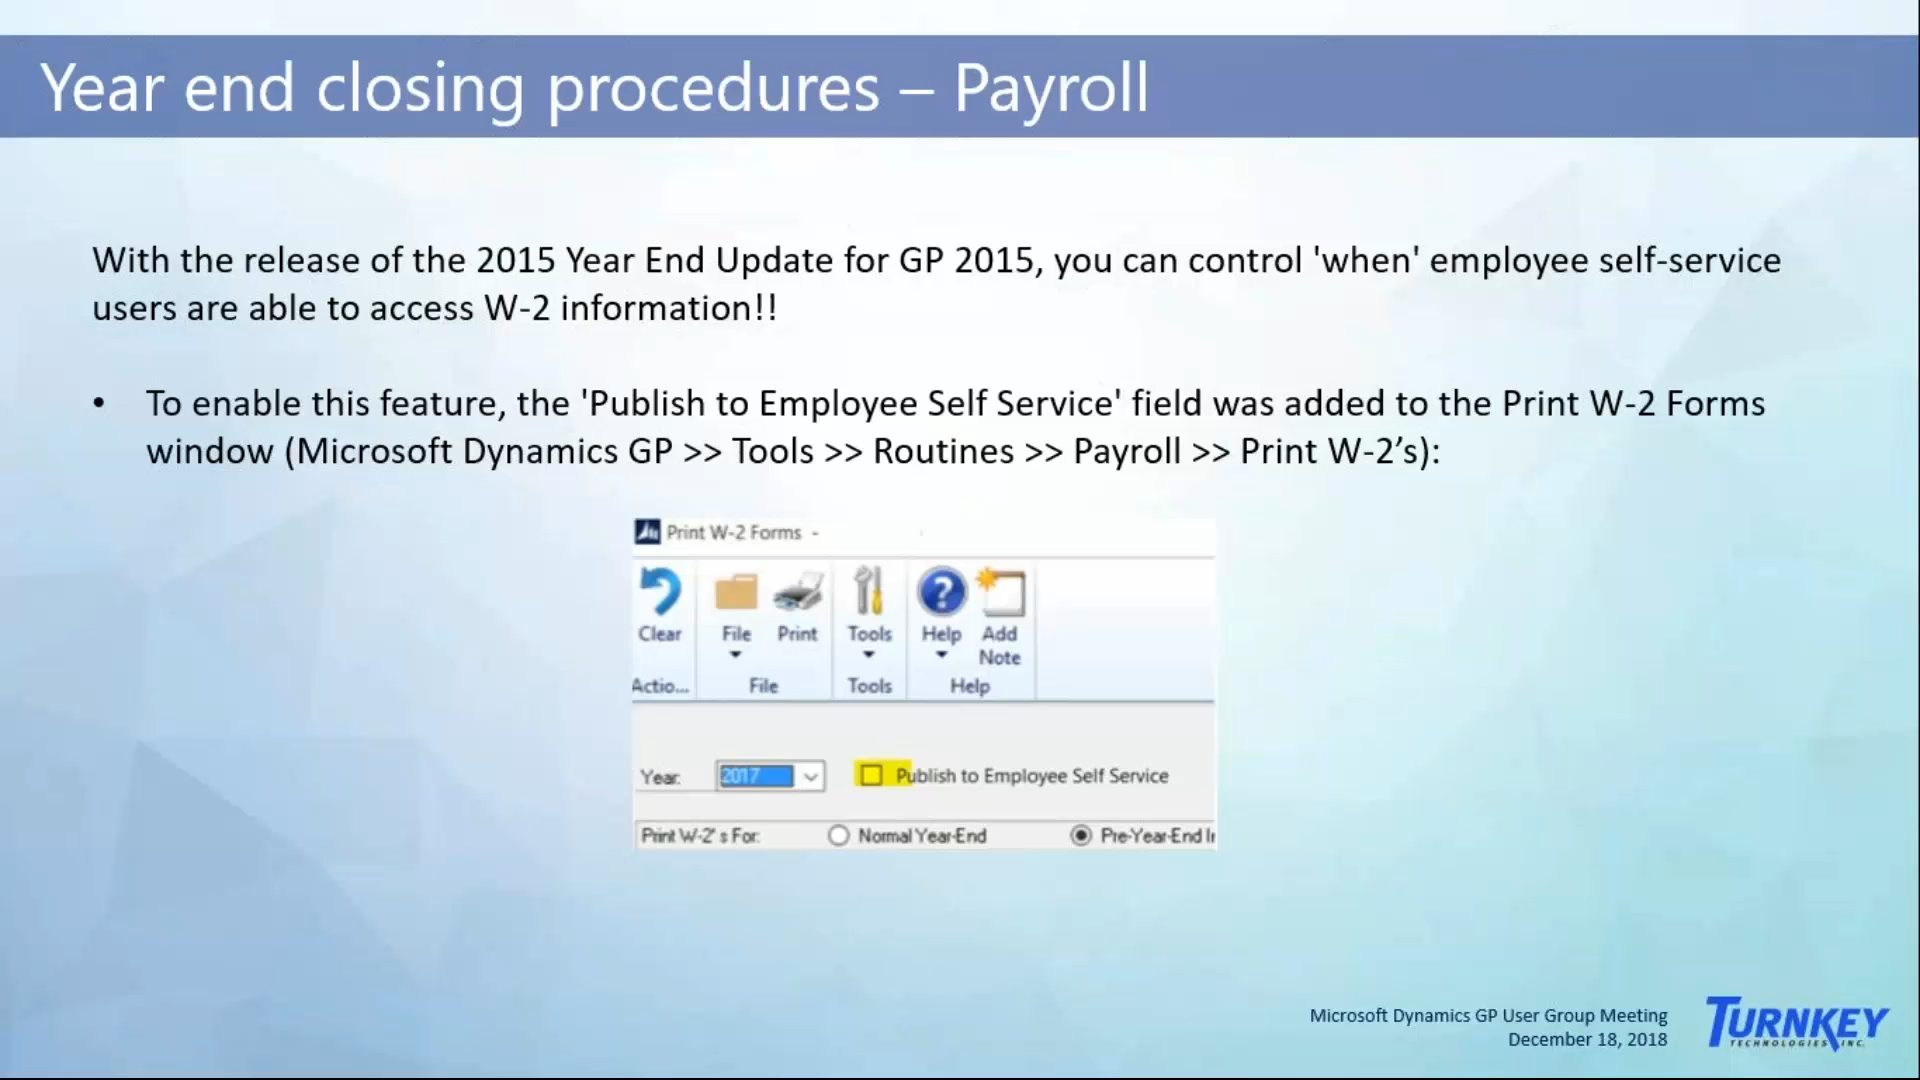 Year end closing procedures – Payroll
With the release of the 2015 Year End Update for GP 2015, you can control 'when' employee self-service
users are able to access W-2 information!!
• To enable this feature, the 'Publish to Employee Self Service' field was added to the Print W-2 Forms
window (Microsoft Dynamics GP >> Tools >> Routines >> Payroll >> Print W-2’s):
Print W-2 Forms -
Clear File Print Tools Help Add
Note
Actio... File Tools Help
Year: 2017 Publish to Employee Self Service
Print W-2's For: Normal Year-End Pre-Year-End
Microsoft Dynamics GP User Group Meeting
December 18, 2018
TURNKEY
TECHNOLOGIES, INC.